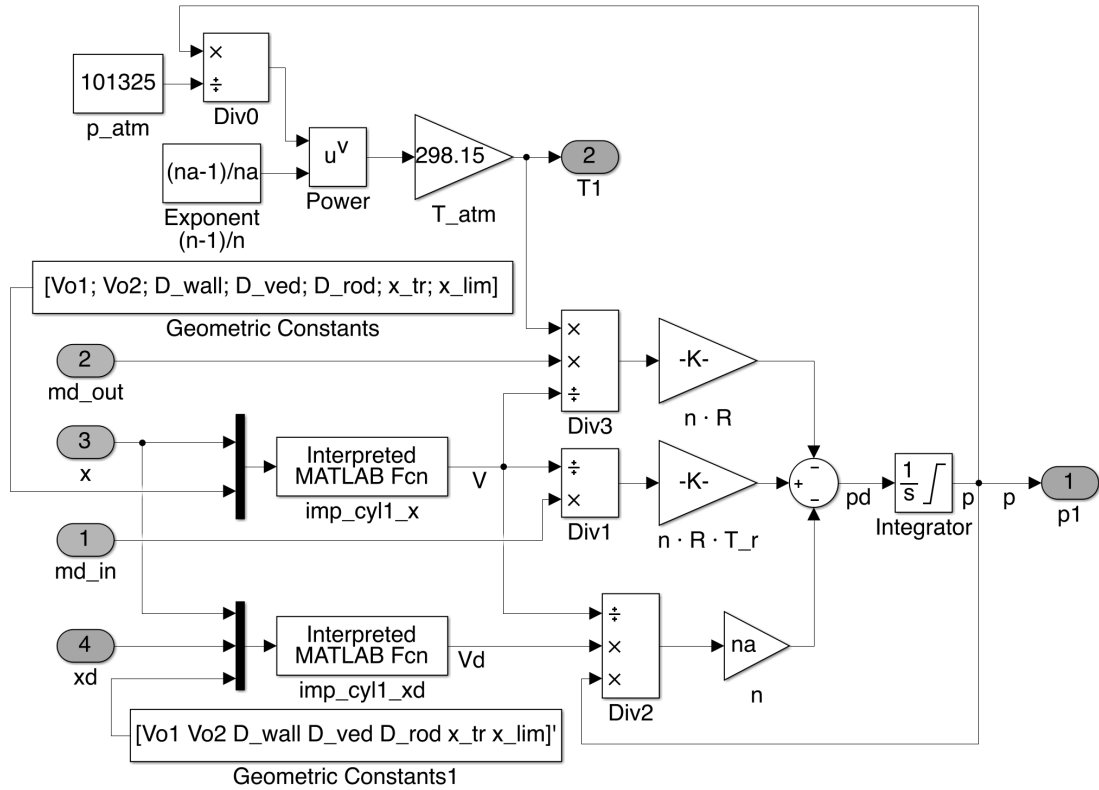 ×
÷
101325
p_atm
Div0
(na-1)/na
Exponent
(n-1)/n
u^v
Power
298.15
T_atm
2
T1
[Vo1; Vo2; D_wall; D_ved; D_rod; x_tr; x_lim]
Geometric Constants
2
md_out
×
×
÷
Div3
-K-
n · R
3
x
Interpreted
MATLAB Fcn
imp_cyl1_x
V
÷
×
Div1
-K-
n · R · T_r
−
+
−
pd
1
s
Integrator
p
p
1
p1
1
md_in
4
xd
Interpreted
MATLAB Fcn
imp_cyl1_xd
Vd
÷
×
×
Div2
na
n
[Vo1 Vo2 D_wall D_ved D_rod x_tr x_lim]'
Geometric Constants1